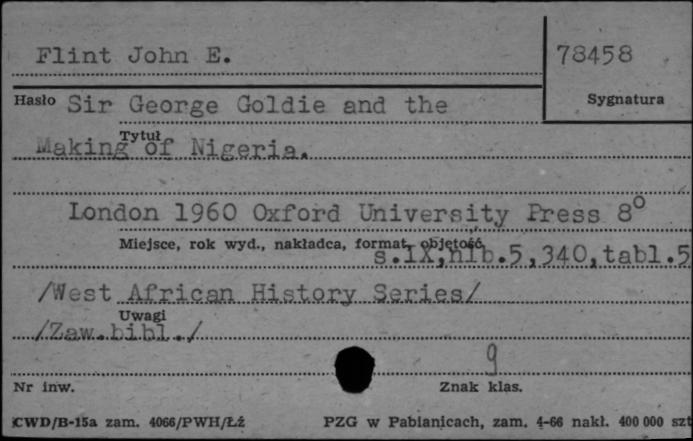 Flint John E.
78458
Hasło Sir George Goldie and the
Sygnatura
Tytuł
Making of Nigeria.
London 1960 Oxford University Press 8°
Miejsce, rok wyd., nakładca, format, objętość
s.IX,nlb.5,340,tabl.5
/West African History Series/
Uwagi
/Zaw.bibl./
9
Nr inw.
Znak klas.
CWD/B-15a zam. 4066/PWH/Łź
PZG w Pabianicach, zam. 4-66 nakł. 400 000 szt